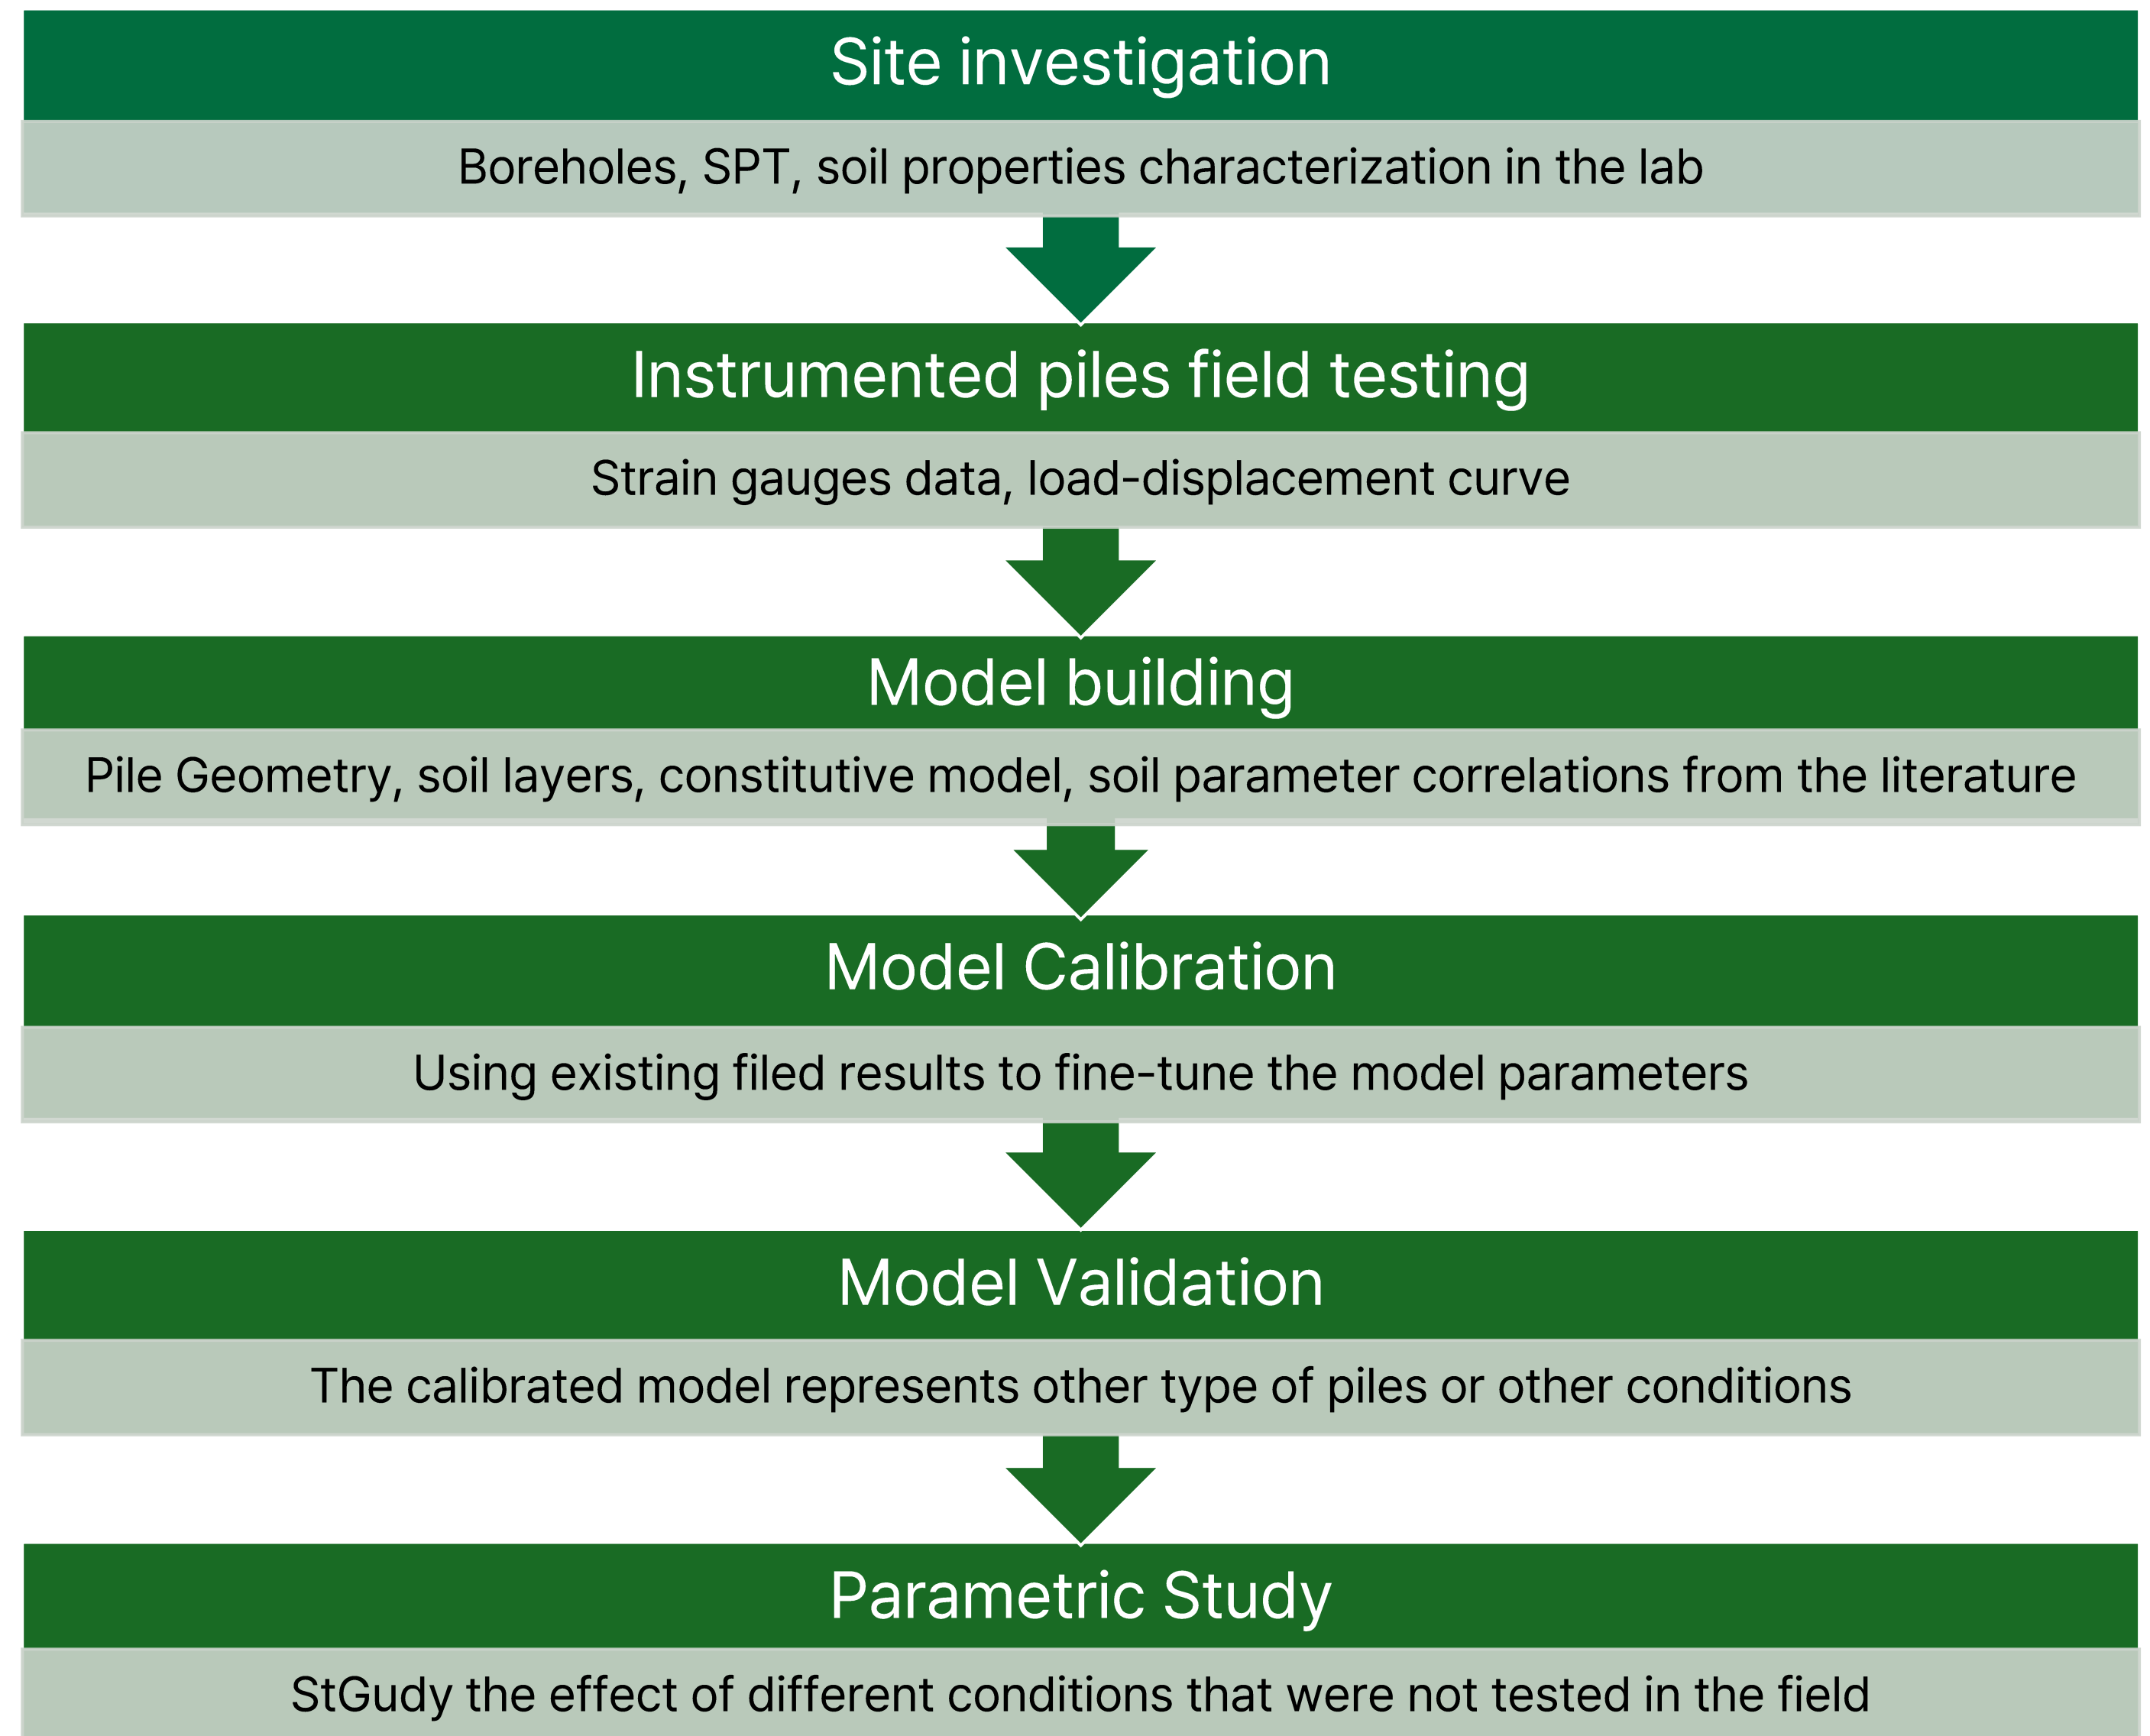 Site investigation
Boreholes, SPT, soil properties characterization in the lab
Instrumented piles field testing
Strain gauges data, load-displacement curve
Model building
Pile Geometry, soil layers, constitutive model, soil parameter correlations from the literature
Model Calibration
Using existing filed results to fine-tune the model parameters
Model Validation
The calibrated model represents other type of piles or other conditions
Parametric Study
StGudy the effect of different conditions that were not tested in the field